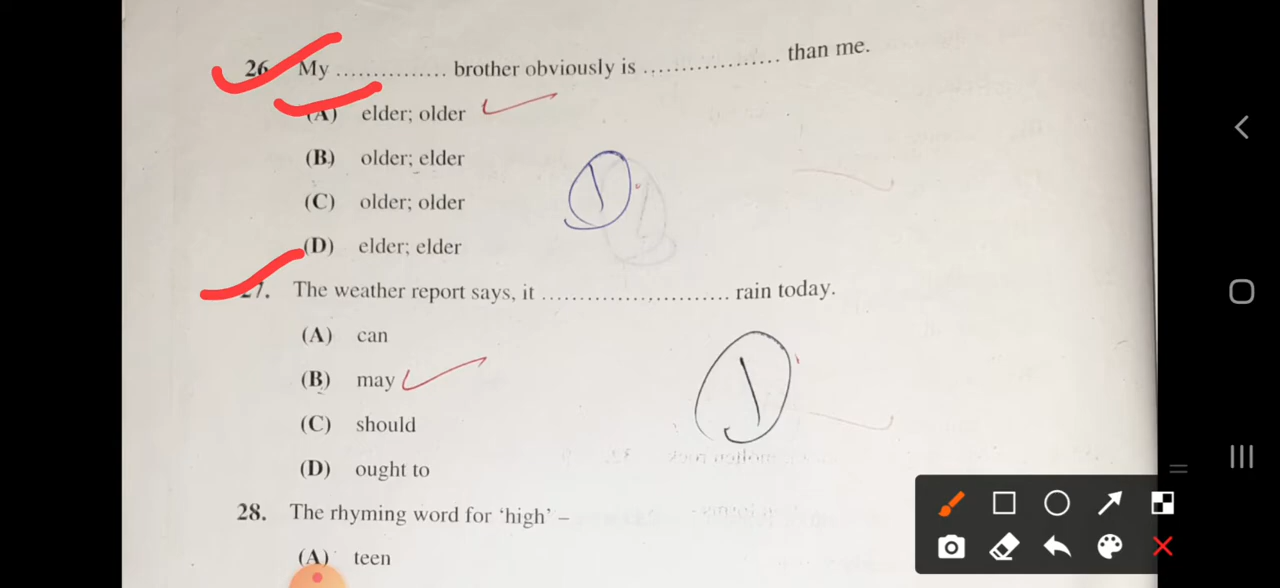 26. My .............. brother obviously is .................. than me.
(A) elder; older
(B) older; elder
(C) older; older
(D) elder; elder
27. The weather report says, it ......................... rain today.
(A) can
(B) may
(C) should
(D) ought to
28. The rhyming word for ‘high’ –
(A) teen